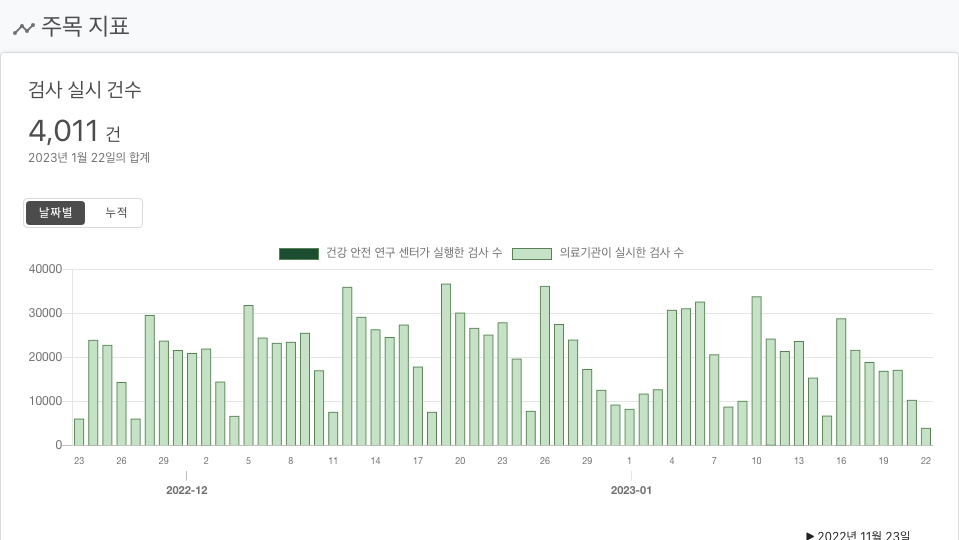 주목 지표
검사 실시 건수
4,011 건
2023년 1월 22일의 합계
날짜별 누적
건강 안전 연구 센터가 실행한 검사 수 의료기관이 실시한 검사 수
40000
30000
20000
10000
0
23 26 29 2 5 8 11 14 17 20 23 26 29 1 4 7 10 13 16 19 22
2022-12 2023-01
▶ 2022년 11월 23일